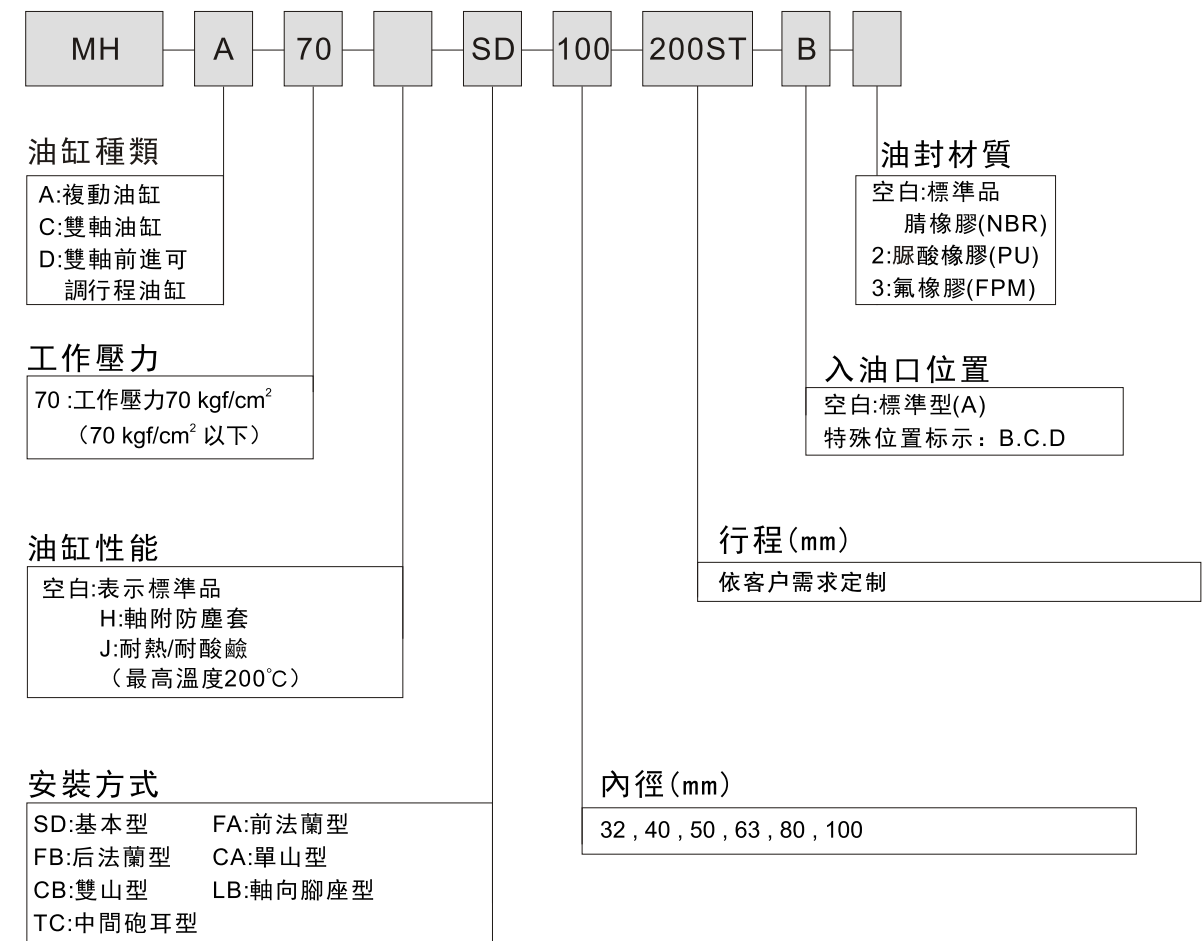 MH A 70 SD 100 200ST B
油缸種類
A:複動油缸
C:雙軸油缸
D:雙軸前進可
調行程油缸
油封材質
空白:標準品
腈橡膠(NBR)
2:脲酸橡膠(PU)
3:氟橡膠(FPM)
工作壓力
70 :工作壓力70 kgf/cm²
（70 kgf/cm² 以下）
入油口位置
空白:標準型(A)
特殊位置标示：B.C.D
油缸性能
空白:表示標準品
H:軸附防塵套
J:耐熱/耐酸鹼
（最高溫度200℃）
行程(mm)
依客户需求定制
安裝方式
SD:基本型 FA:前法蘭型
FB:后法蘭型 CA:單山型
CB:雙山型 LB:軸向腳座型
TC:中間砲耳型
內徑(mm)
32 , 40 , 50 , 63 , 80 , 100